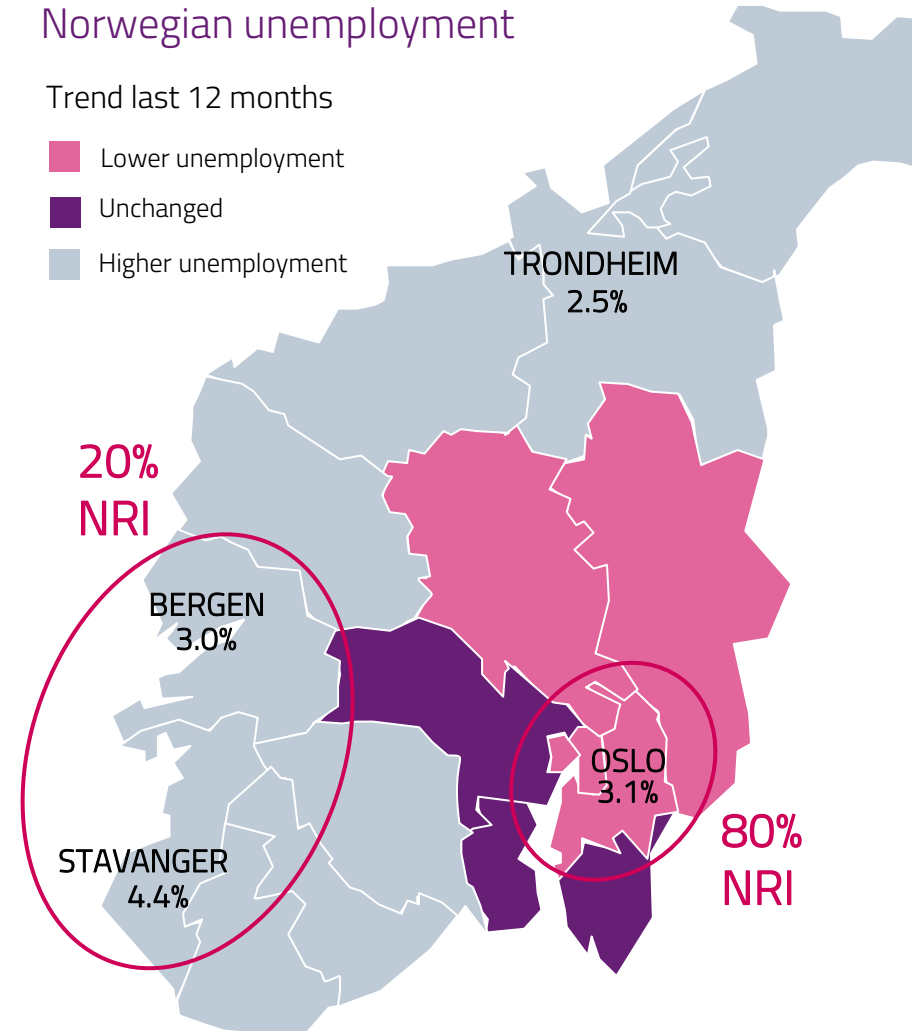 Norwegian unemployment
Trend last 12 months
Lower unemployment
Unchanged
Higher unemployment
TRONDHEIM
2.5%
20%
NRI
BERGEN
3.0%
OSLO
3.1%
80%
NRI
STAVANGER
4.4%